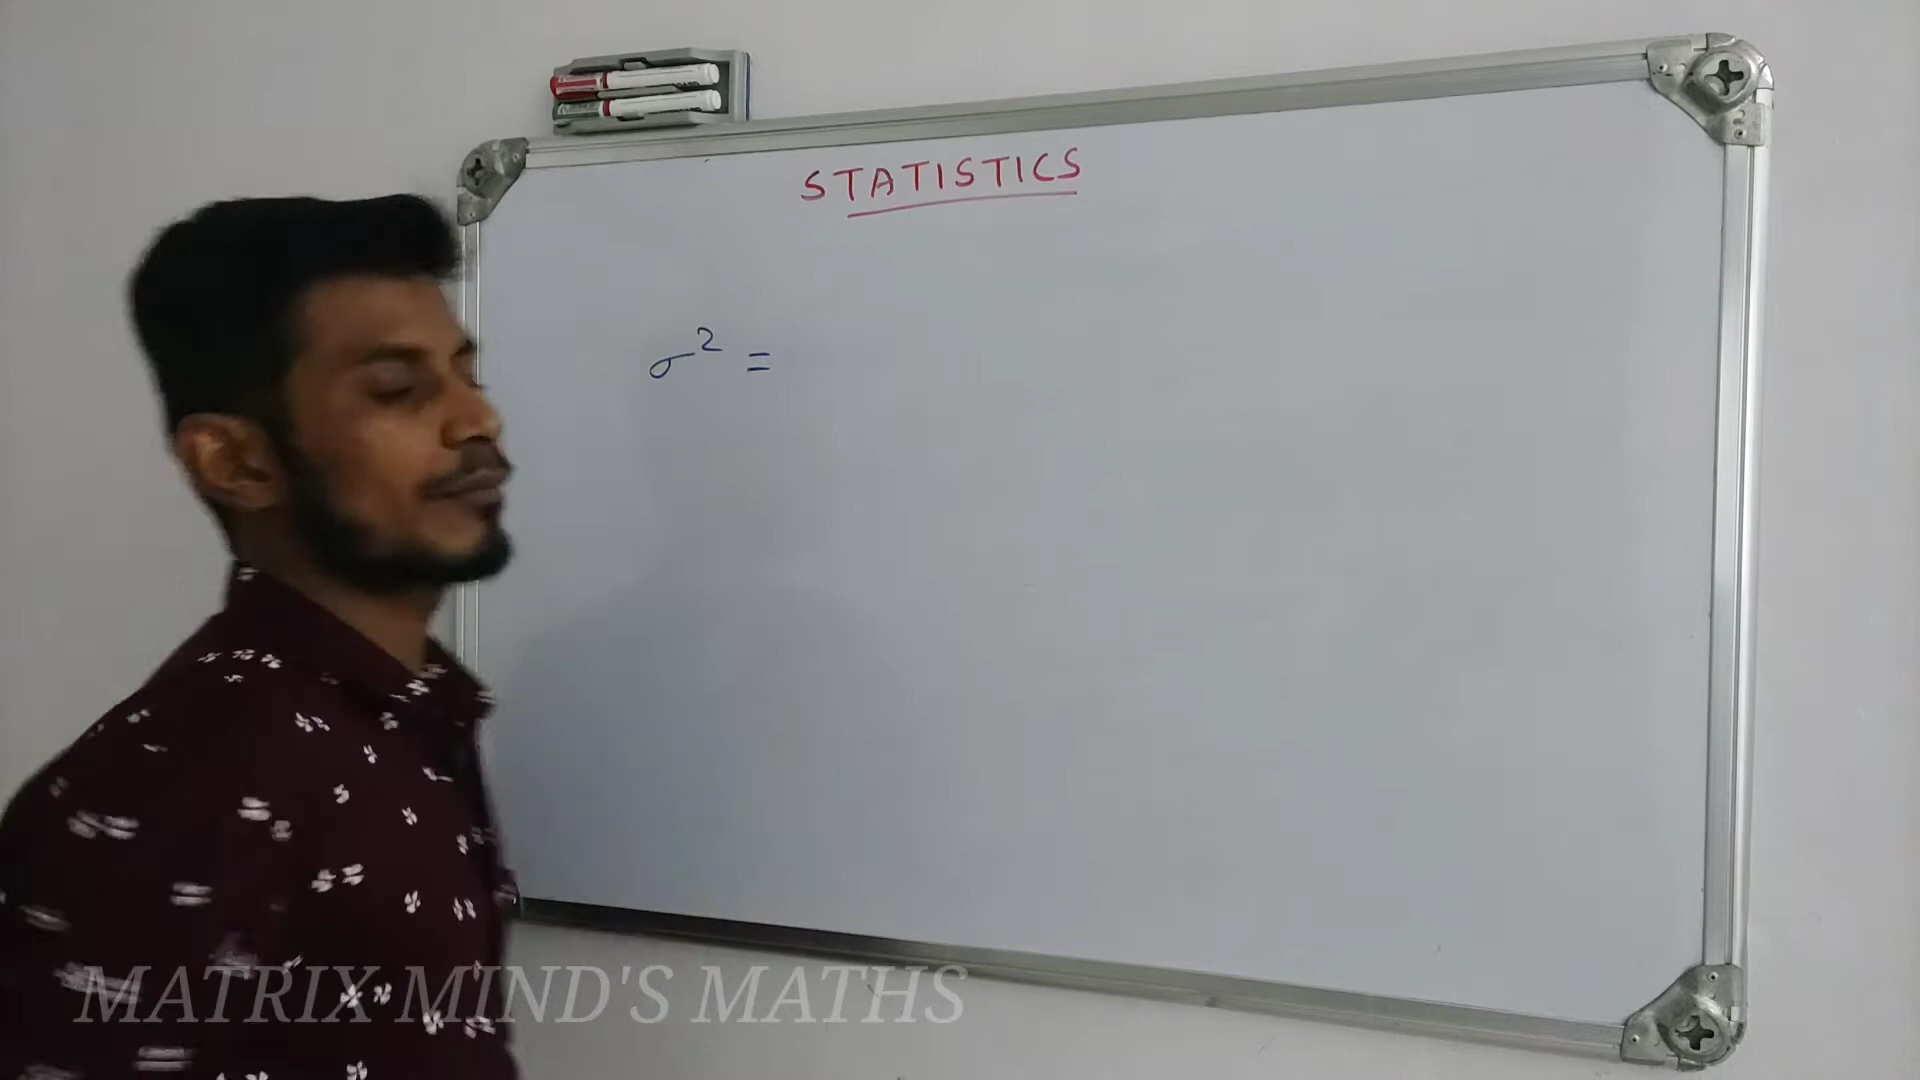 STATISTICS
σ² =
MATRIX MIND'S MATHS